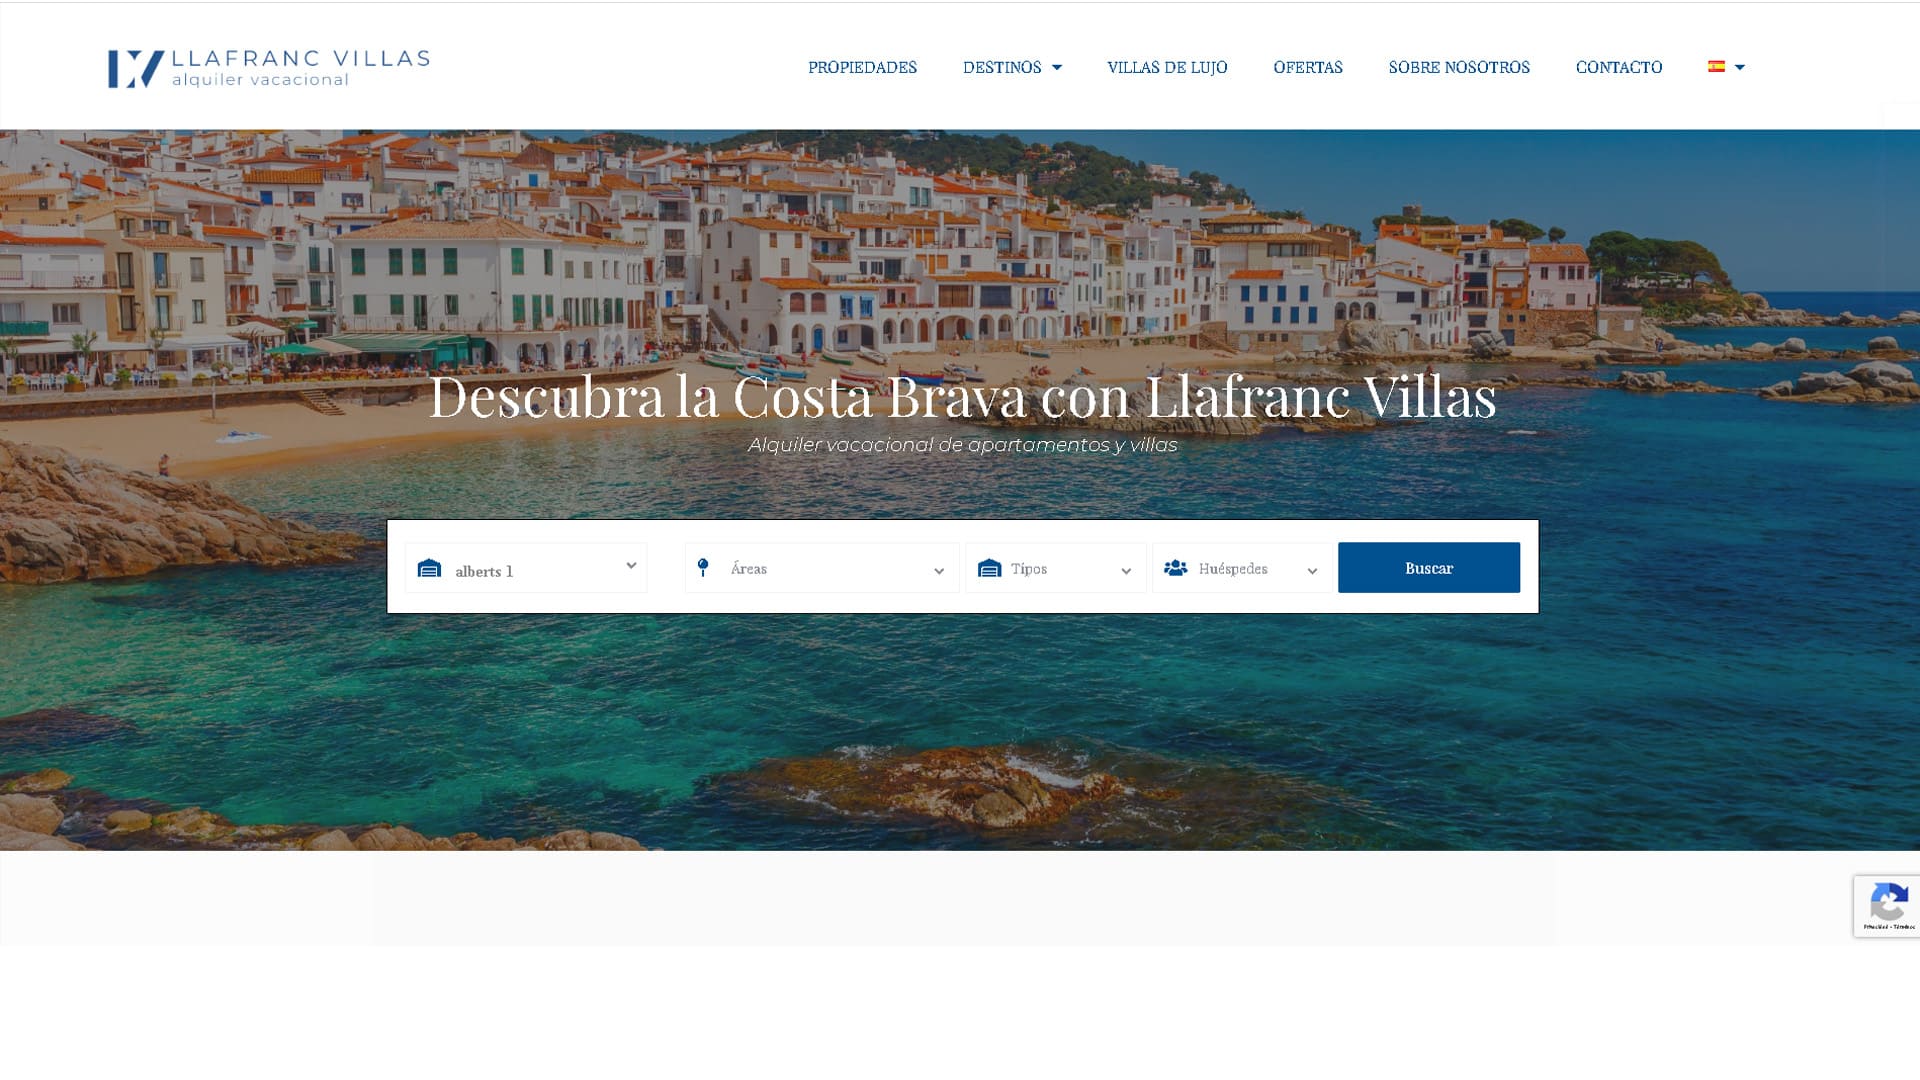 LLAFRANC VILLAS
alquiler vacacional
PROPIEDADES
DESTINOS
VILLAS DE LUJO
OFERTAS
SOBRE NOSOTROS
CONTACTO
Descubra la Costa Brava con Llafranc Villas
Alquiler vacacional de apartamentos y villas
alberts 1
Áreas
Tipos
Huéspedes
Buscar
Privacidad - Términos